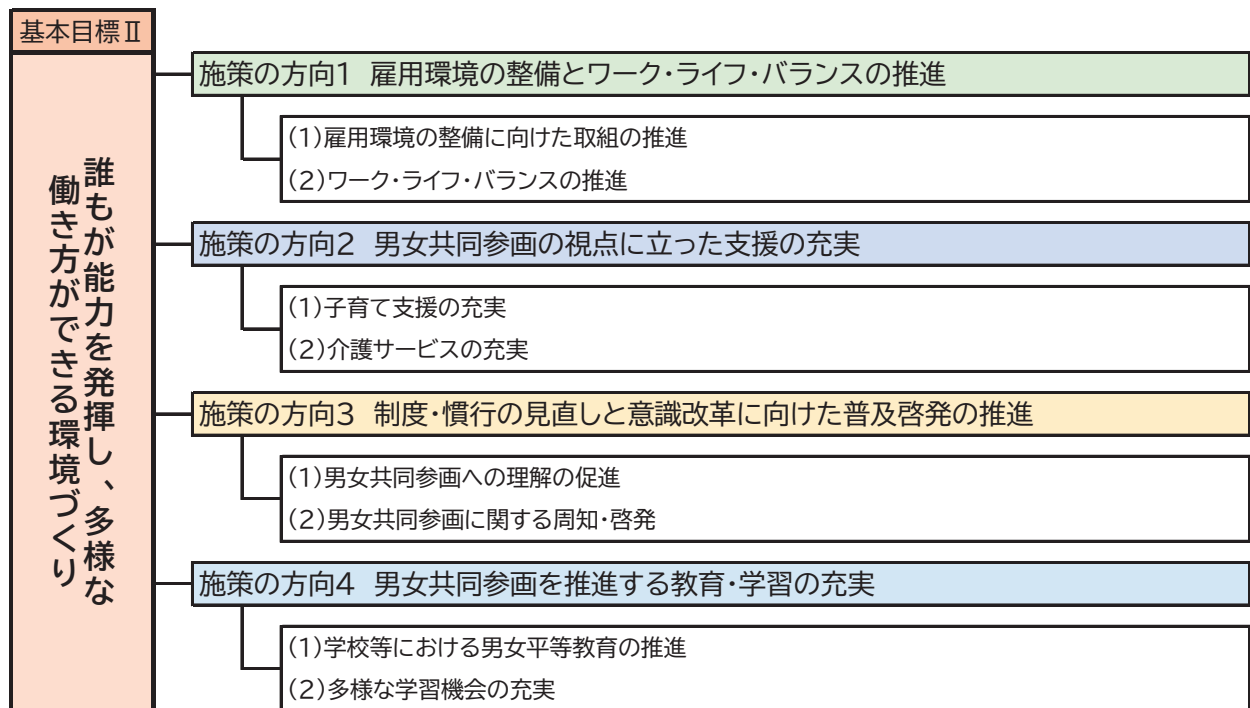 基本目標Ⅱ
誰もが能力を発揮し、多様な
働き方ができる環境づくり
施策の方向1 雇用環境の整備とワーク・ライフ・バランスの推進
(1)雇用環境の整備に向けた取組の推進
(2)ワーク・ライフ・バランスの推進
施策の方向2 男女共同参画の視点に立った支援の充実
(1)子育て支援の充実
(2)介護サービスの充実
施策の方向3 制度・慣行の見直しと意識改革に向けた普及啓発の推進
(1)男女共同参画への理解の促進
(2)男女共同参画に関する周知・啓発
施策の方向4 男女共同参画を推進する教育・学習の充実
(1)学校等における男女平等教育の推進
(2)多様な学習機会の充実